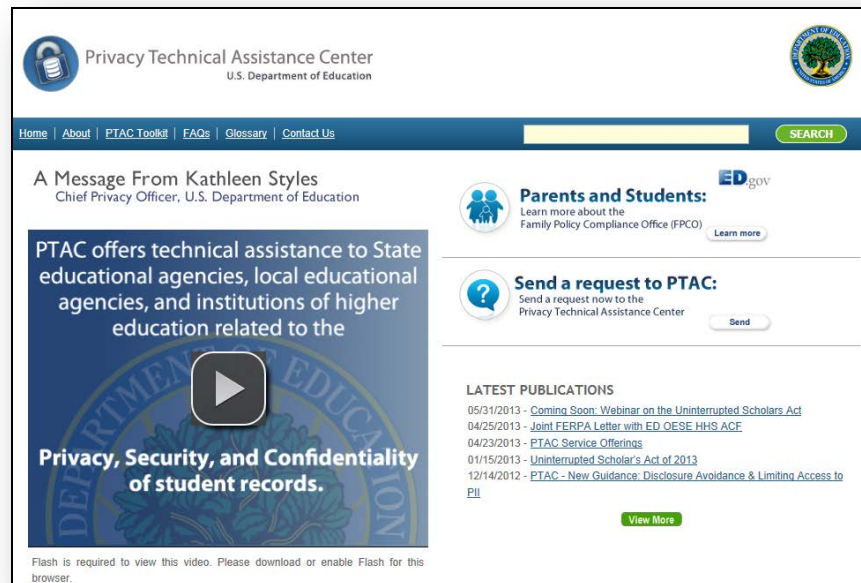 Privacy Technical Assistance Center
U.S. Department of Education
Home | About | PTAC Toolkit | FAQs | Glossary | Contact Us
SEARCH
A Message From Kathleen Styles
Chief Privacy Officer, U.S. Department of Education
PTAC offers technical assistance to State
educational agencies, local educational
agencies, and institutions of higher
education related to the
DEPARTMENT OF EDUCATION
Privacy, Security, and Confidentiality
of student records.
Flash is required to view this video. Please download or enable Flash for this
browser.
ED.gov
Parents and Students:
Learn more about the
Family Policy Compliance Office (FPCO)
Learn more
Send a request to PTAC:
Send a request now to the
Privacy Technical Assistance Center
Send
LATEST PUBLICATIONS
05/31/2013 - Coming Soon: Webinar on the Uninterrupted Scholars Act
04/25/2013 - Joint FERPA Letter with ED OESE HHS ACF
04/23/2013 - PTAC Service Offerings
01/15/2013 - Uninterrupted Scholar's Act of 2013
12/14/2012 - PTAC - New Guidance: Disclosure Avoidance & Limiting Access to
PII
View More